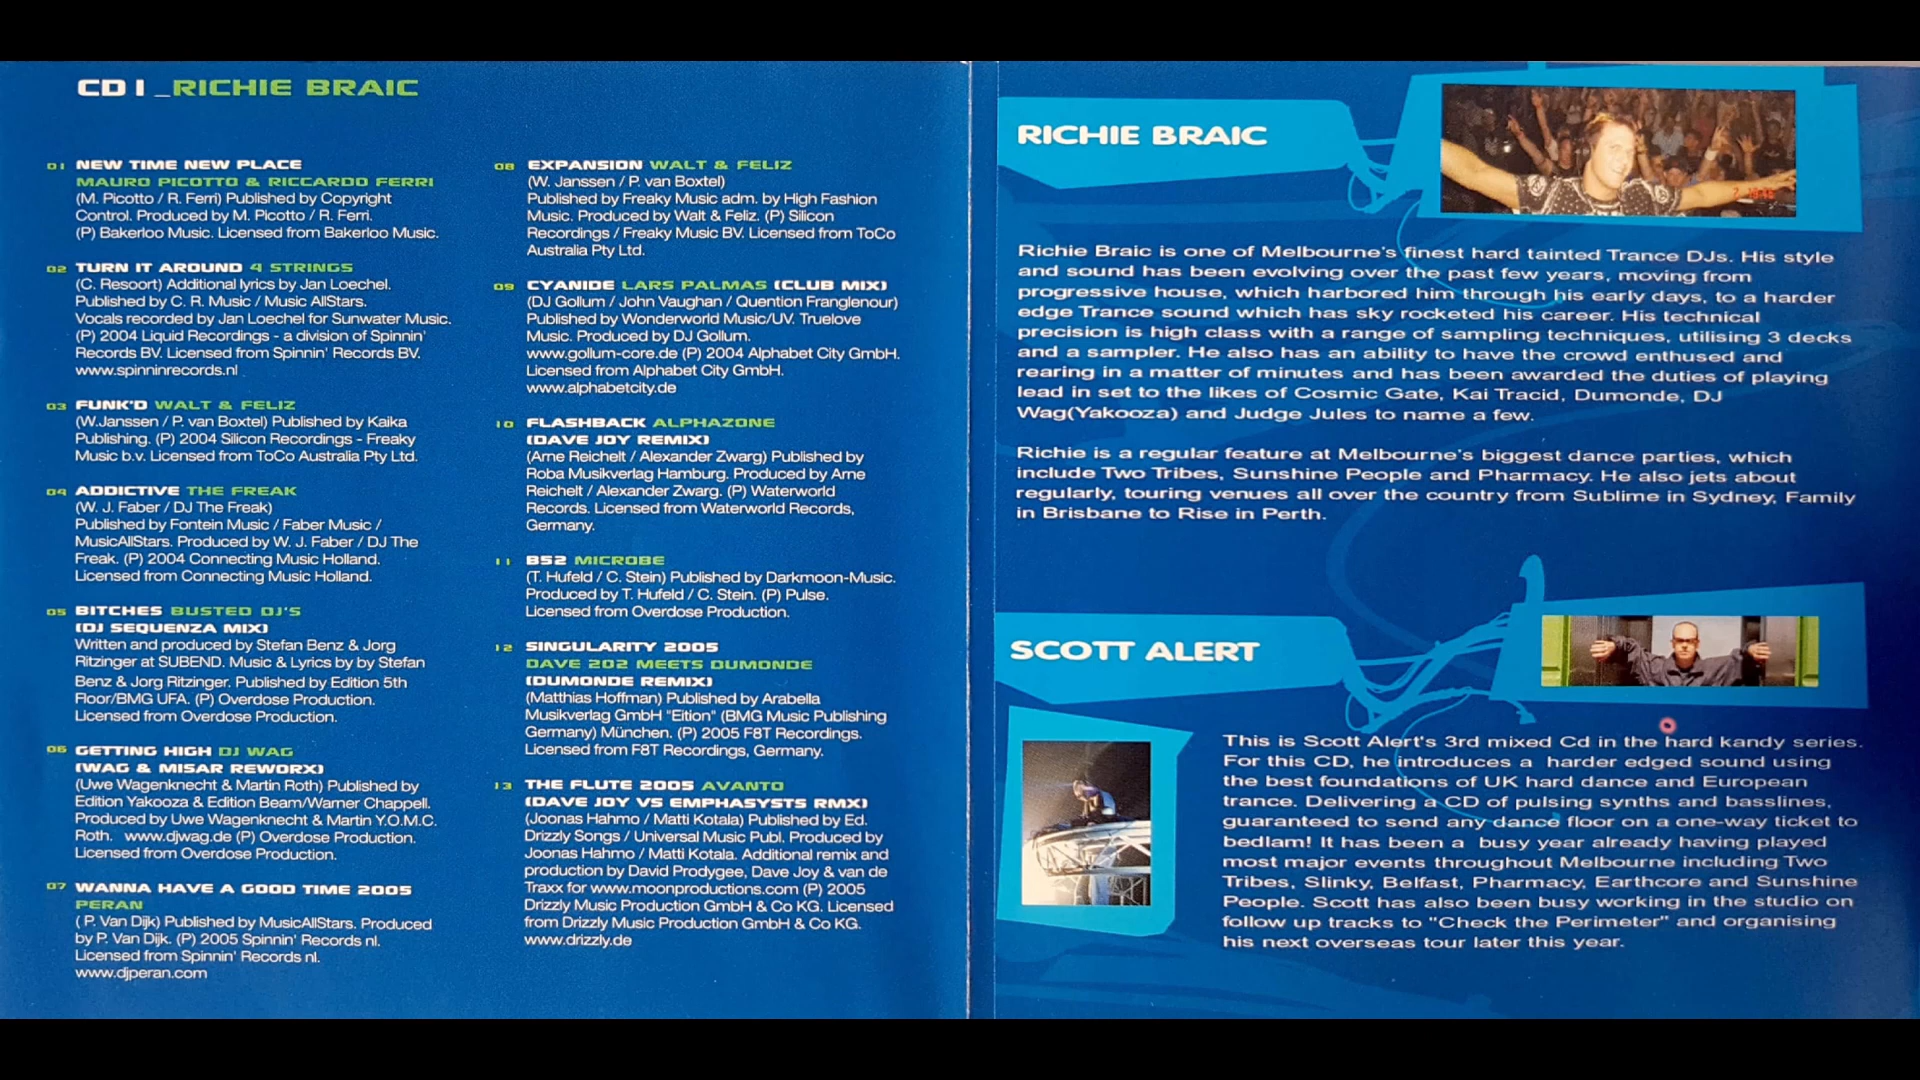 CD1_RICHIE BRAIC
01 NEW TIME NEW PLACE
MAURO PICOTTO & RICCARDO FERRI
(M. Picotto / R. Ferri) Published by Copyright
Control. Produced by M. Picotto / R. Ferri.
(P) Bakerloo Music. Licensed from Bakerloo Music.
02 TURN IT AROUND 4 STRINGS
(C. Resoort) Additional lyrics by Jan Loechel.
Published by C. R. Music / Music AllStars.
Vocals recorded by Jan Loechel for Sunwater Music.
(P) 2004 Liquid Recordings - a division of Spinnin'
Records BV. Licensed from Spinnin' Records BV.
www.spinninrecords.nl
03 FUNK'D WALT & FELIZ
(W.Janssen / P. van Boxtel) Published by Kaika
Publishing. (P) 2004 Silicon Recordings - Freaky
Music b.v. Licensed from ToCo Australia Pty Ltd.
04 ADDICTIVE THE FREAK
(W. J. Faber / DJ The Freak)
Published by Fontein Music / Faber Music /
MusicAllStars. Produced by W. J. Faber / DJ The
Freak. (P) 2004 Connecting Music Holland.
Licensed from Connecting Music Holland.
05 BITCHES BUSTED DJ'S
(DJ SEQUENZA MIX)
Written and produced by Stefan Benz & Jorg
Ritzinger at SUBEND. Music & Lyrics by by Stefan
Benz & Jorg Ritzinger. Published by Edition 5th
Floor/BMG UFA. (P) Overdose Production.
Licensed from Overdose Production.
06 GETTING HIGH DJ WAG
(WAG & MISAR REWORX)
(Uwe Wagenknecht & Martin Roth) Published by
Edition Yakooza & Edition Beam/Warner Chappell.
Produced by Uwe Wagenknecht & Martin Y.O.M.C.
Roth. www.djwag.de (P) Overdose Production.
Licensed from Overdose Production.
07 WANNA HAVE A GOOD TIME 2005
PERAN
( P. Van Dijk) Published by MusicAllStars. Produced
by P. Van Dijk. (P) 2005 Spinnin' Records nl.
Licensed from Spinnin' Records nl.
www.djperan.com
08 EXPANSION WALT & FELIZ
(W. Janssen / P. van Boxtel)
Published by Freaky Music adm. by High Fashion
Music. Produced by Walt & Feliz. (P) Silicon
Recordings / Freaky Music BV. Licensed from ToCo
Australia Pty Ltd.
09 CYANIDE LARS PALMAS (CLUB MIX)
(DJ Gollum / John Vaughan / Quention Franglenour)
Published by Wonderworld Music/UV. Truelove
Music. Produced by DJ Gollum.
www.gollum-core.de (P) 2004 Alphabet City GmbH.
Licensed from Alphabet City GmbH.
www.alphabetcity.de
10 FLASHBACK ALPHAZONE
(DAVE JOY REMIX)
(Arne Reichelt / Alexander Zwarg) Published by
Roba Musikverlag Hamburg. Produced by Arne
Reichelt / Alexander Zwarg. (P) Waterworld
Records. Licensed from Waterworld Records,
Germany.
11 B52 MICROBE
(T. Hufeld / C. Stein) Published by Darkmoon-Music.
Produced by T. Hufeld / C. Stein. (P) Pulse.
Licensed from Overdose Production.
12 SINGULARITY 2005
DAVE 202 MEETS DUMONDE
(DUMONDE REMIX)
(Matthias Hoffman) Published by Arabella
Musikverlag GmbH "Eition" (BMG Music Publishing
Germany) München. (P) 2005 F8T Recordings.
Licensed from F8T Recordings, Germany.
13 THE FLUTE 2005 AVANTO
(DAVE JOY VS EMPHASYSTS RMX)
(Joonas Hahmo / Matti Kotala) Published by Ed.
Drizzly Songs / Universal Music Publ. Produced by
Joonas Hahmo / Matti Kotala. Additional remix and
production by David Prodygee, Dave Joy & van de
Traxx for www.moonproductions.com (P) 2005
Drizzly Music Production GmbH & Co KG. Licensed
from Drizzly Music Production GmbH & Co KG.
www.drizzly.de
RICHIE BRAIC
Richie Braic is one of Melbourne's finest hard tainted Trance DJs. His style
and sound has been evolving over the past few years, moving from
progressive house, which harbored him through his early days, to a harder
edge Trance sound which has sky rocketed his career. His technical
precision is high class with a range of sampling techniques, utilising 3 decks
and a sampler. He also has an ability to have the crowd enthused and
rearing in a matter of minutes and has been awarded the duties of playing
lead in set to the likes of Cosmic Gate, Kai Tracid, Dumonde, DJ
Wag(Yakooza) and Judge Jules to name a few.
Richie is a regular feature at Melbourne's biggest dance parties, which
include Two Tribes, Sunshine People and Pharmacy. He also jets about
regularly, touring venues all over the country from Sublime in Sydney, Family
in Brisbane to Rise in Perth.
SCOTT ALERT
This is Scott Alert's 3rd mixed Cd in the hard kandy series.
For this CD, he introduces a harder edged sound using
the best foundations of UK hard dance and European
trance. Delivering a CD of pulsing synths and basslines,
guaranteed to send any dance floor on a one-way ticket to
bedlam! It has been a busy year already having played
most major events throughout Melbourne including Two
Tribes, Slinky, Belfast, Pharmacy, Earthcore and Sunshine
People. Scott has also been busy working in the studio on
follow up tracks to "Check the Perimeter" and organising
his next overseas tour later this year.